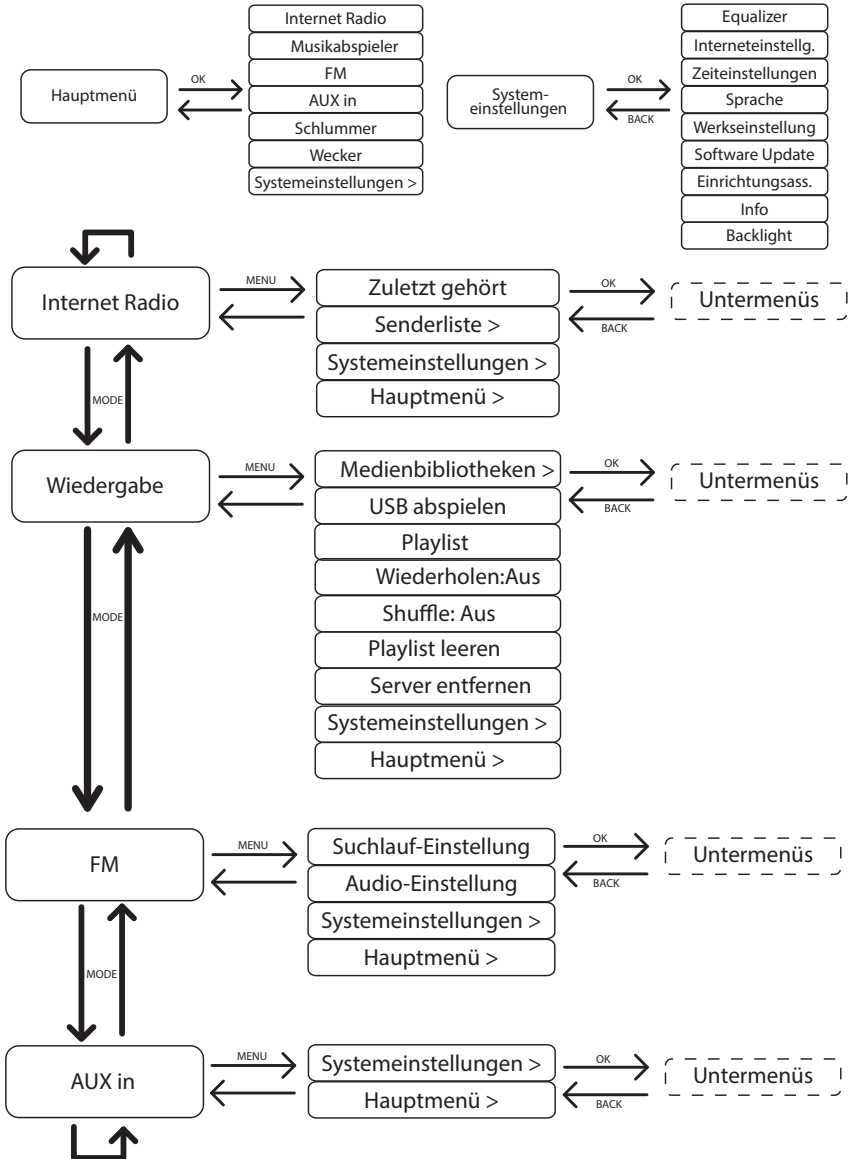 Hauptmenü
OK
Internet Radio
Musikabspieler
FM
AUX in
Schlummer
Wecker
Systemeinstellungen >
System-
einstellungen
OK
BACK
Equalizer
Interneteinstellg.
Zeiteinstellungen
Sprache
Werkseinstellung
Software Update
Einrichtungsass.
Info
Backlight
Internet Radio
MENU
Zuletzt gehört
Senderliste >
Systemeinstellungen >
Hauptmenü >
OK
BACK
Untermenüs
MODE
Wiedergabe
MENU
Medienbibliotheken >
USB abspielen
Playlist
Wiederholen:Aus
Shuffle: Aus
Playlist leeren
Server entfernen
Systemeinstellungen >
Hauptmenü >
OK
BACK
Untermenüs
MODE
FM
MENU
Suchlauf-Einstellung
Audio-Einstellung
Systemeinstellungen >
Hauptmenü >
OK
BACK
Untermenüs
MODE
AUX in
MENU
Systemeinstellungen >
Hauptmenü >
OK
BACK
Untermenüs